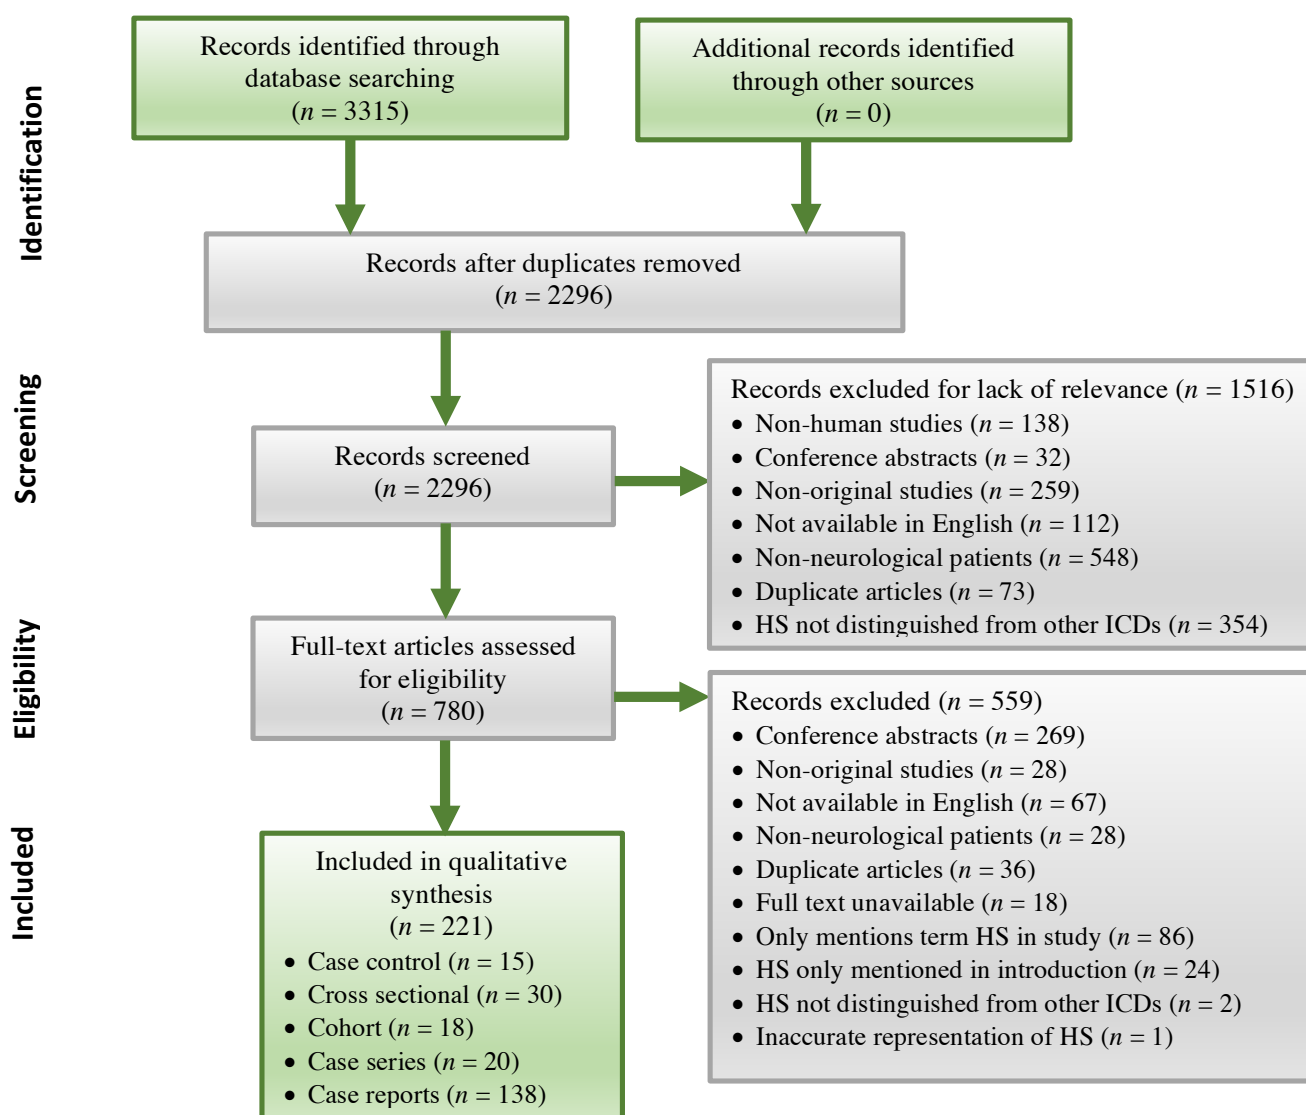 Identification
Records identified through
database searching
(n = 3315)
Additional records identified
through other sources
(n = 0)
Records after duplicates removed
(n = 2296)
Screening
Records screened
(n = 2296)
Records excluded for lack of relevance (n = 1516)
• Non-human studies (n = 138)
• Conference abstracts (n = 32)
• Non-original studies (n = 259)
• Not available in English (n = 112)
• Non-neurological patients (n = 548)
• Duplicate articles (n = 73)
• HS not distinguished from other ICDs (n = 354)
Eligibility
Full-text articles assessed
for eligibility
(n = 780)
Records excluded (n = 559)
• Conference abstracts (n = 269)
• Non-original studies (n = 28)
• Not available in English (n = 67)
• Non-neurological patients (n = 28)
• Duplicate articles (n = 36)
• Full text unavailable (n = 18)
• Only mentions term HS in study (n = 86)
• HS only mentioned in introduction (n = 24)
• HS not distinguished from other ICDs (n = 2)
• Inaccurate representation of HS (n = 1)
Included
Included in qualitative
synthesis
(n = 221)
• Case control (n = 15)
• Cross sectional (n = 30)
• Cohort (n = 18)
• Case series (n = 20)
• Case reports (n = 138)